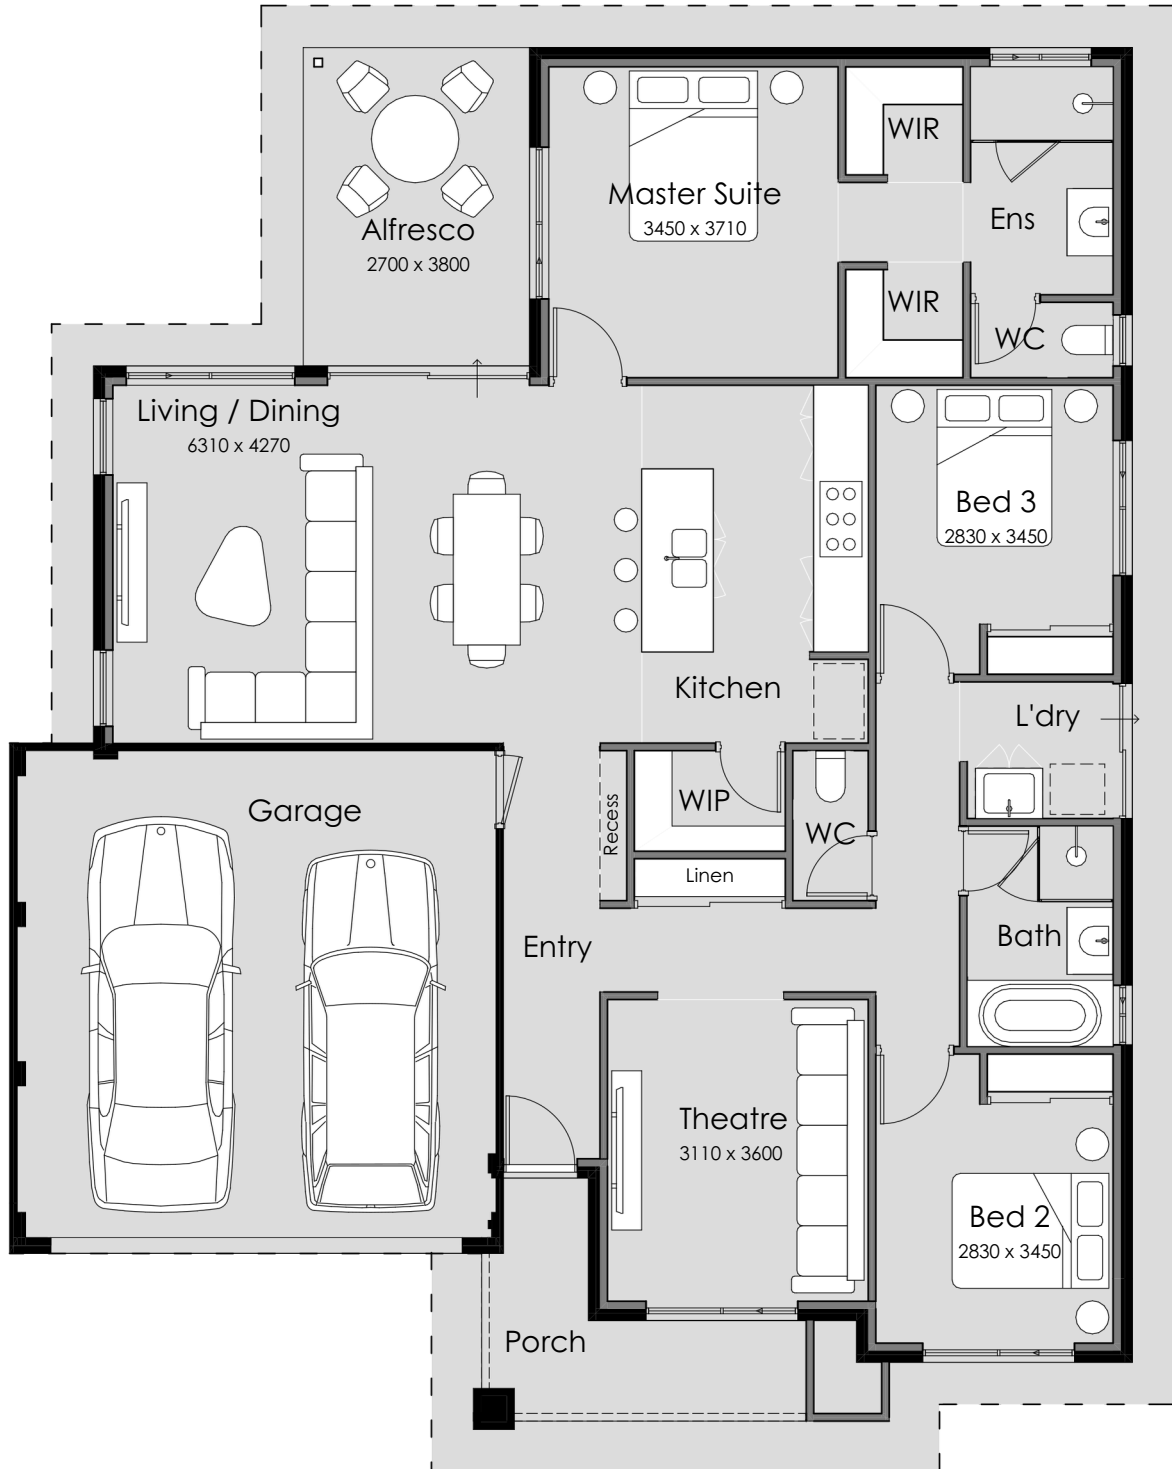 WIR
Master Suite
3450 x 3710
Ens
Alfresco
2700 x 3800
WIR
WC
Living / Dining
6310 x 4270
Bed 3
2830 x 3450
Kitchen
L'dry
Garage
Recess
WIP
WC
Linen
Entry
Bath
Theatre
3110 x 3600
Bed 2
2830 x 3450
Porch